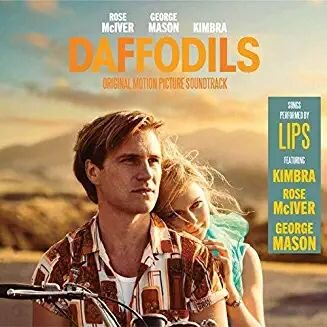 ROSE McIVER
GEORGE MASON
KIMBRA
DAFFODILS
ORIGINAL MOTION PICTURE SOUNDTRACK
SONGS
PERFORMED BY
LIPS
FEATURING
KIMBRA
ROSE
McIVER
GEORGE
MASON